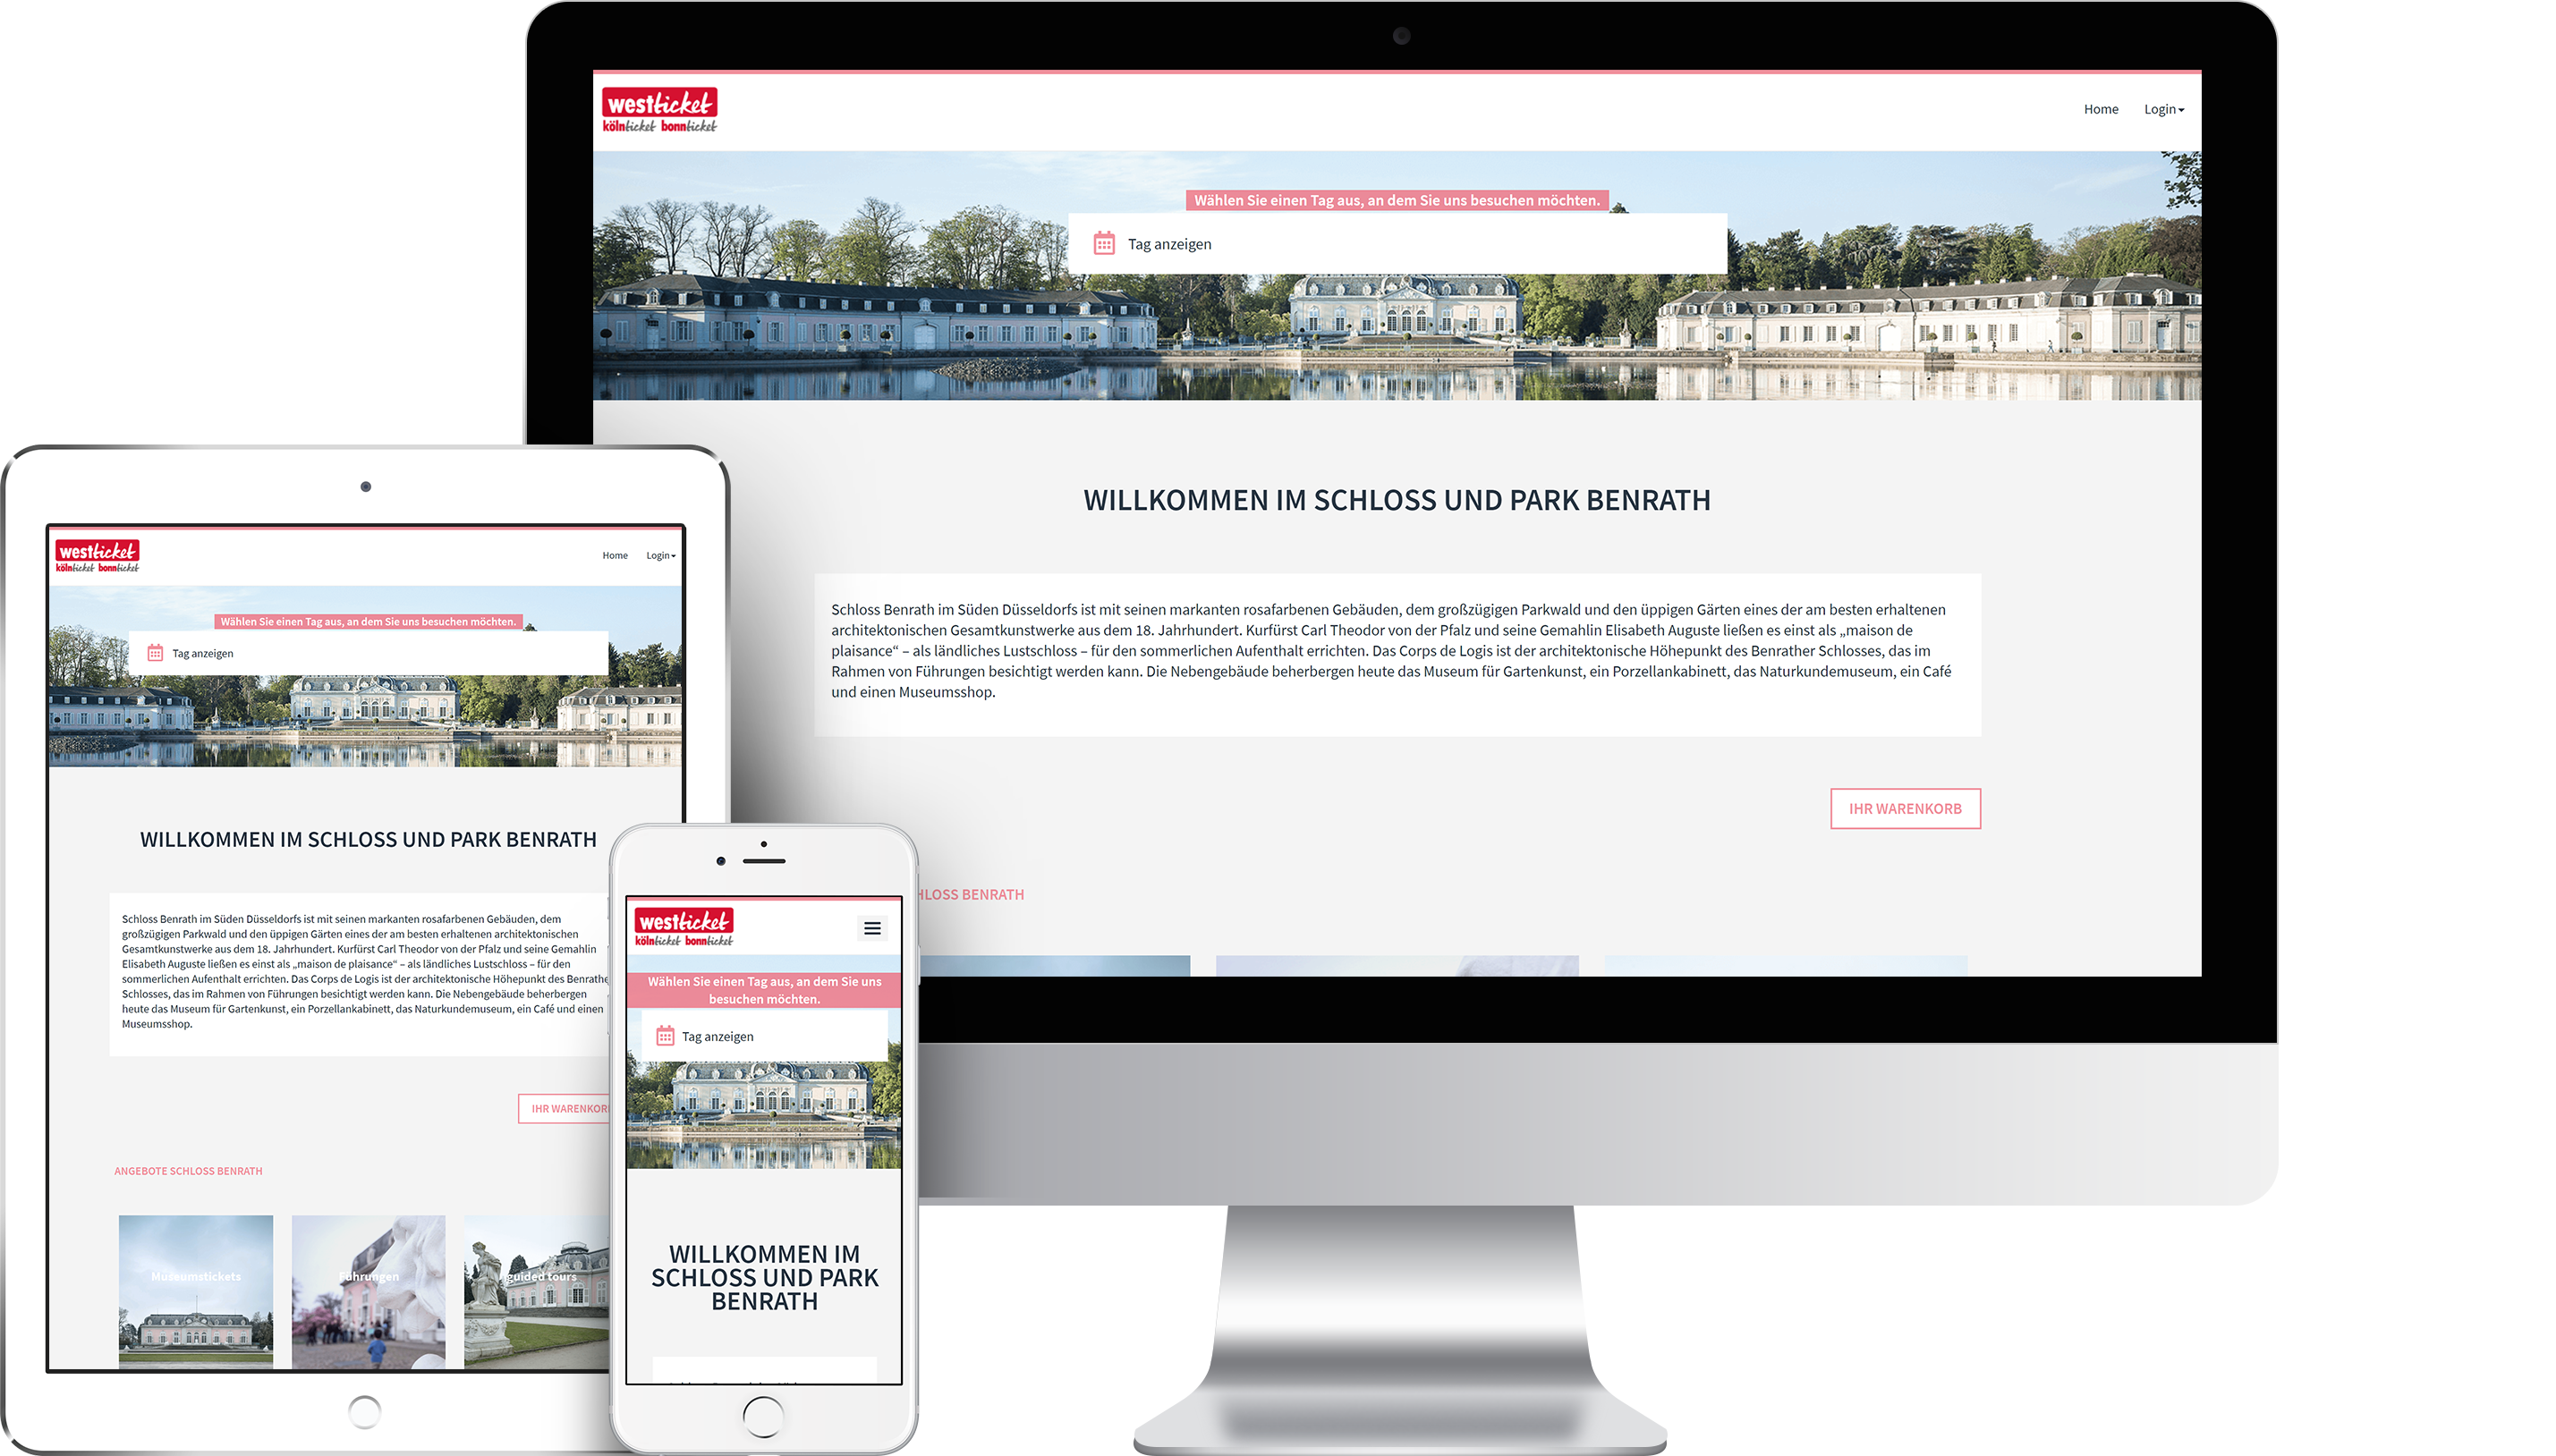 westticket
kölnticket bonnticket
Home Login
Wählen Sie einen Tag aus, an dem Sie uns besuchen möchten.
Tag anzeigen
WILLKOMMEN IM SCHLOSS UND PARK BENRATH
Schloss Benrath im Süden Düsseldorfs ist mit seinen markanten rosafarbenen Gebäuden, dem großzügigen Parkwald und den üppigen Gärten eines der am besten erhaltenen
architektonischen Gesamtkunstwerke aus dem 18. Jahrhundert. Kurfürst Carl Theodor von der Pfalz und seine Gemahlin Elisabeth Auguste ließen es einst als „maison de
plaisance“ – als ländliches Lustschloss – für den sommerlichen Aufenthalt errichten. Das Corps de Logis ist der architektonische Höhepunkt des Benrather Schlosses, das im
Rahmen von Führungen besichtigt werden kann. Die Nebengebäude beherbergen heute das Museum für Gartenkunst, ein Porzellankabinett, das Naturkundemuseum, ein Café
und einen Museumsshop.
IHR WARENKORB
HLOSS BENRATH
westticket
kölnticket bonnticket
Home Login
Wählen Sie einen Tag aus, an dem Sie uns besuchen möchten.
Tag anzeigen
WILLKOMMEN IM SCHLOSS UND PARK BENRATH
Schloss Benrath im Süden Düsseldorfs ist mit seinen markanten rosafarbenen Gebäuden, dem
großzügigen Parkwald und den üppigen Gärten eines der am besten erhaltenen architektonischen
Gesamtkunstwerke aus dem 18. Jahrhundert. Kurfürst Carl Theodor von der Pfalz und seine Gemahlin
Elisabeth Auguste ließen es einst als „maison de plaisance“ – als ländliches Lustschloss – für den
sommerlichen Aufenthalt errichten. Das Corps de Logis ist der architektonische Höhepunkt des Benrathe
Schlosses, das im Rahmen von Führungen besichtigt werden kann. Die Nebengebäude beherbergen
heute das Museum für Gartenkunst, ein Porzellankabinett, das Naturkundemuseum, ein Café und einen
Museumsshop.
IHR WARENKOR
ANGEBOTE SCHLOSS BENRATH
Museumstickets
Führungen
guided tours
westticket
kölnticket bonnticket
Wählen Sie einen Tag aus, an dem Sie uns
besuchen möchten.
Tag anzeigen
WILLKOMMEN IM
SCHLOSS UND PARK
BENRATH